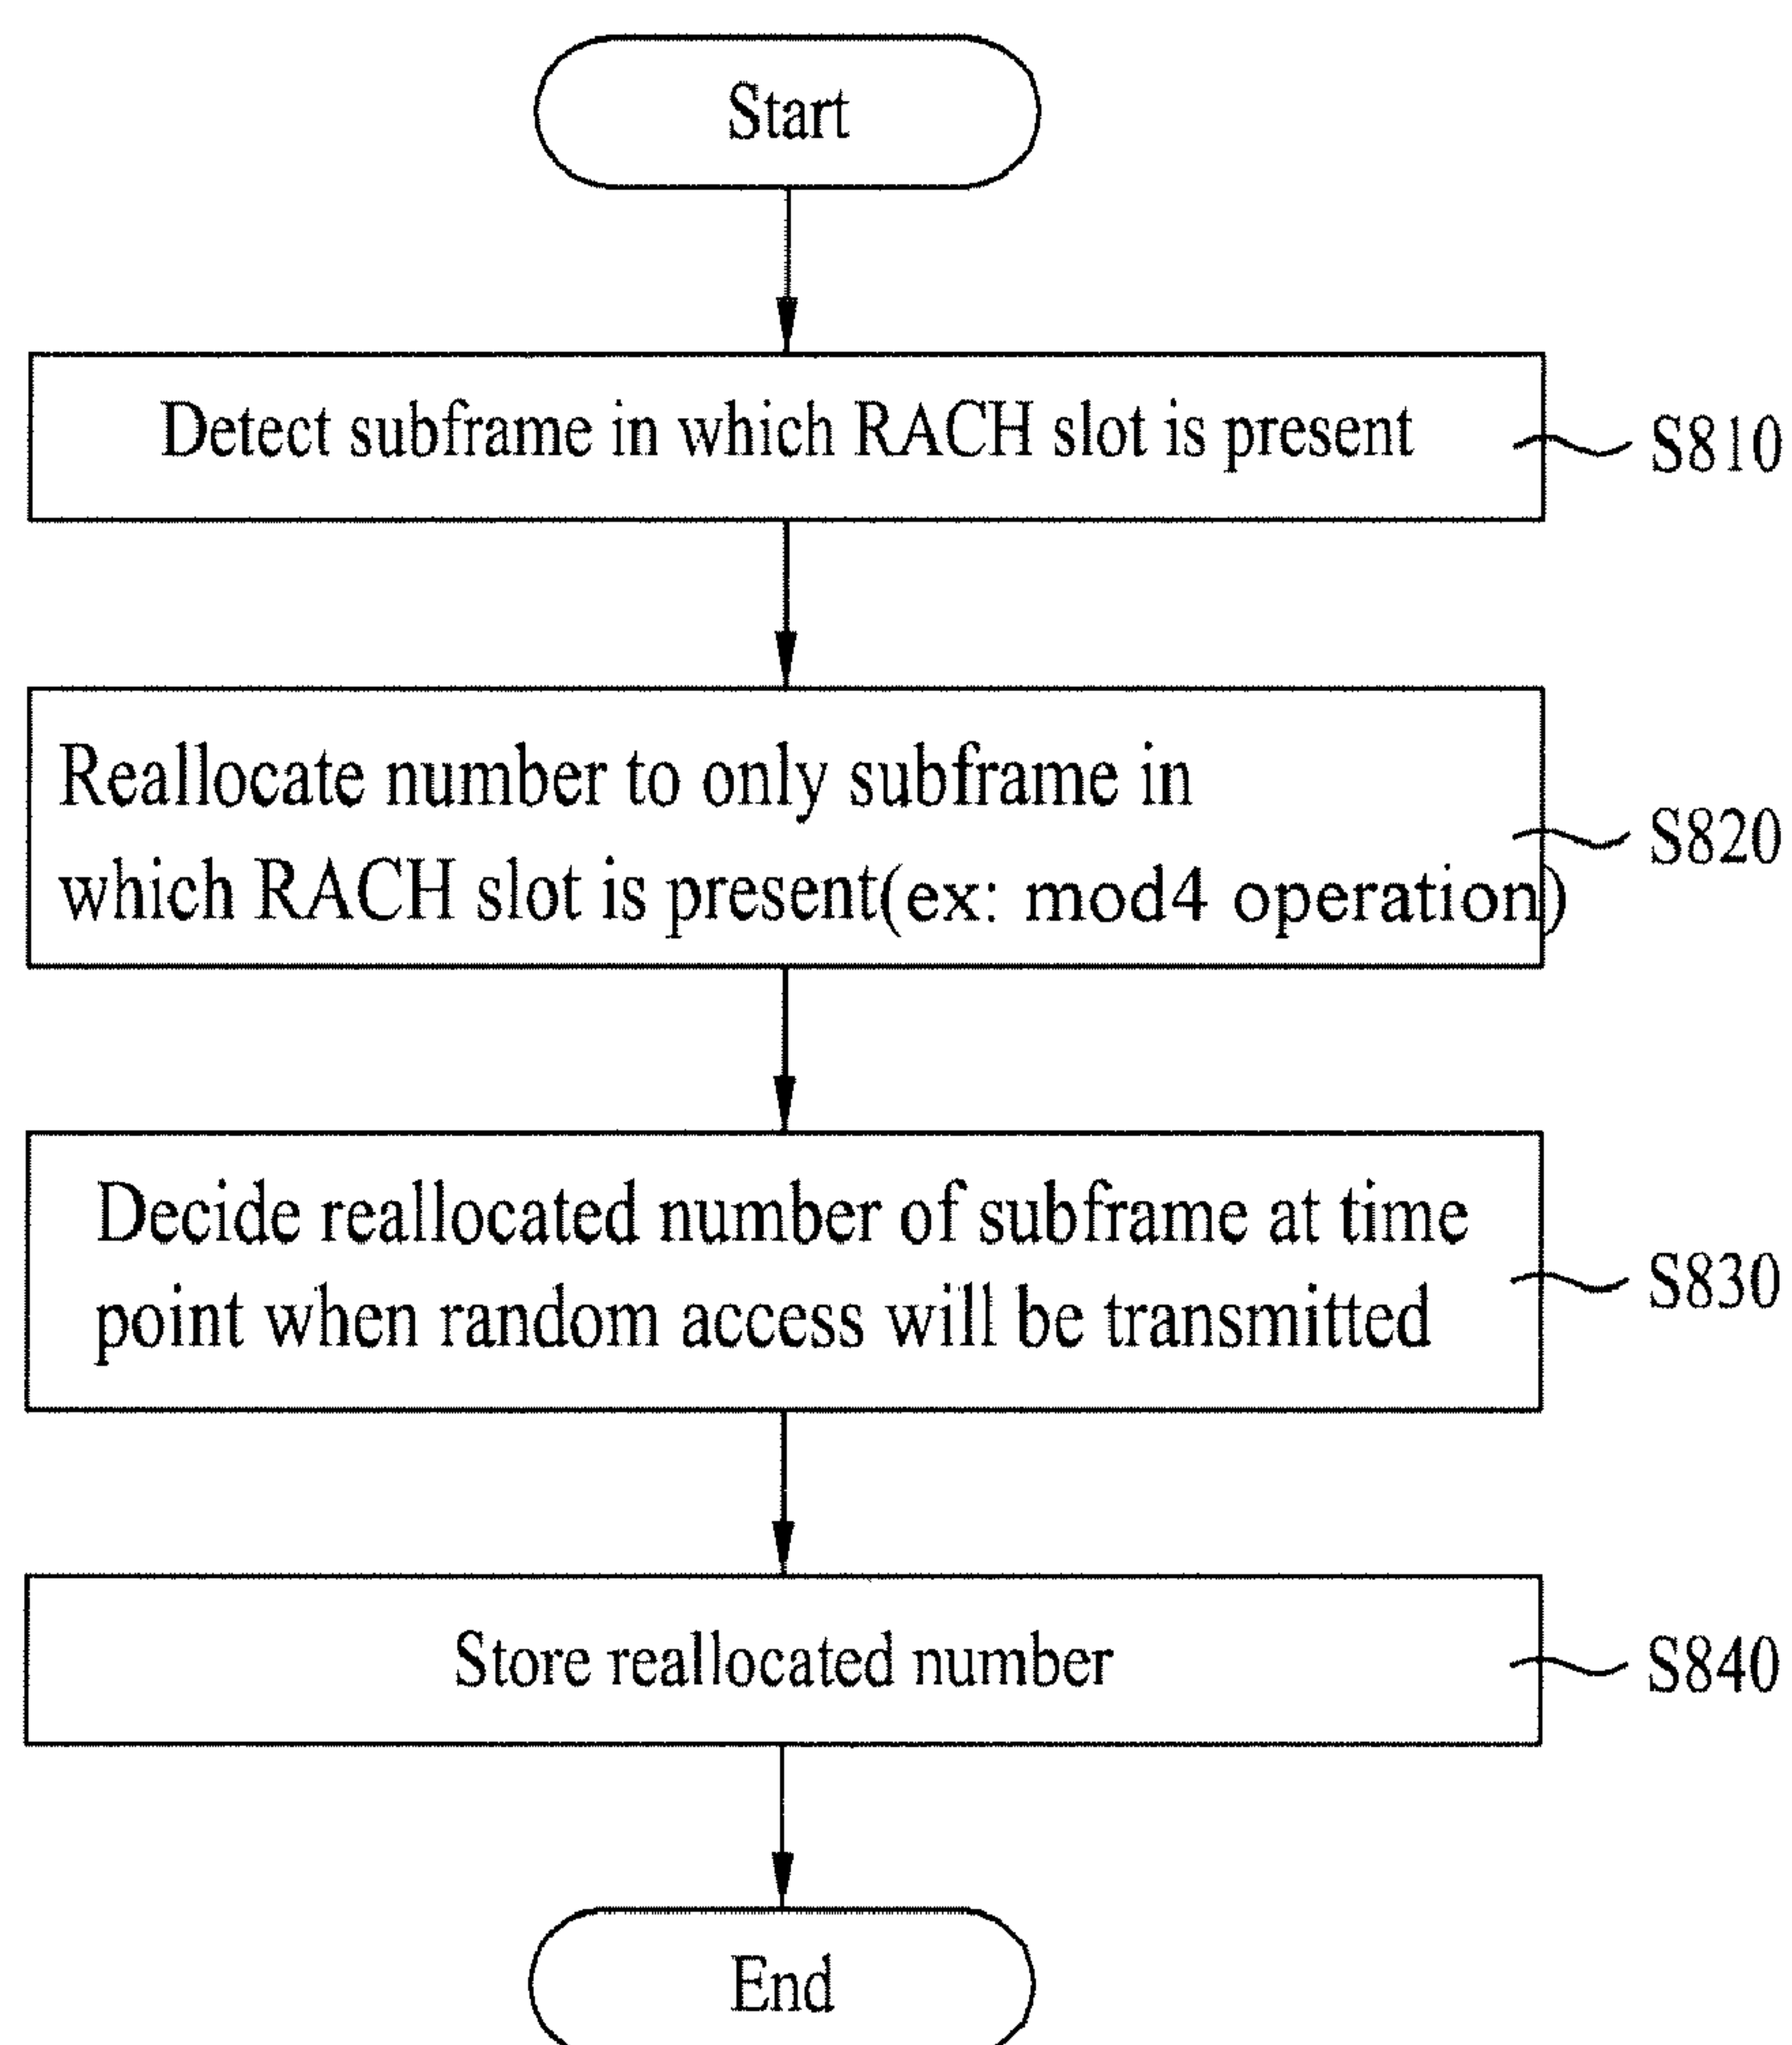 Start
Detect subframe in which RACH slot is present
S810
Reallocate number to only subframe in
which RACH slot is present(ex: mod4 operation)
S820
Decide reallocated number of subframe at time
point when random access will be transmitted
S830
Store reallocated number
S840
End